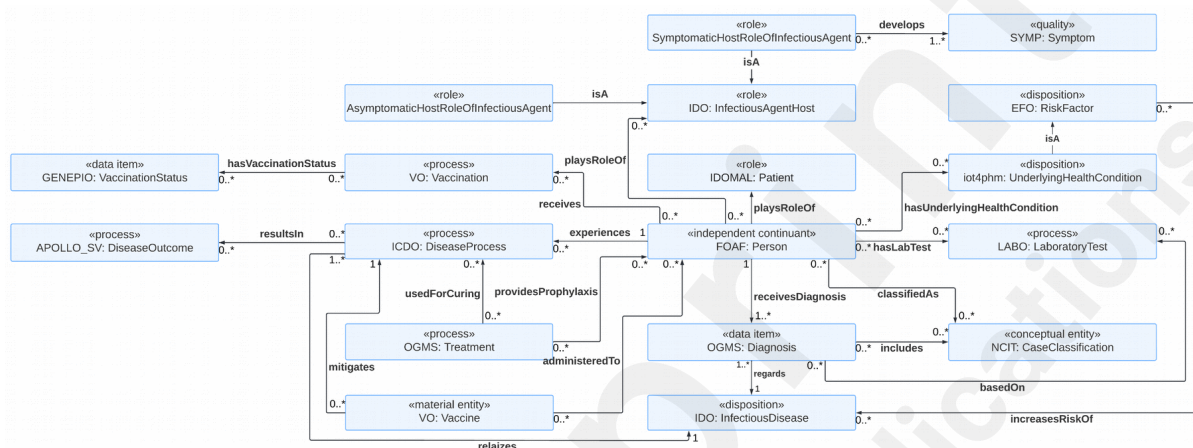 «role»
SymptomaticHostRoleOfInfectiousAgent
develops
0..*
1..*
«quality»
SYMP: Symptom
isA
«role»
AsymptomaticHostRoleOfInfectiousAgent
isA
«role»
IDO: InfectiousAgentHost
0..*
«disposition»
EFO: RiskFactor
0..*
isA
«data item»
GENEPIO: VaccinationStatus
hasVaccinationStatus
0..*
0..*
«process»
VO: Vaccination
0..*
playsRoleOf
«role»
IDOMAL: Patient
0..*
«disposition»
iot4phm: UnderlyingHealthCondition
receives
0..*
0..*
playsRoleOf
0..*
hasUnderlyingHealthCondition
«data item»
APOLLO_SV: DiseaseOutcome
resultsIn
0..*
0..*
1..*
«process»
ICDO: DiseaseProcess
1
0..*
experiences
1
0..*
0..*
0..*
«independent continuant»
FOAF: Person
1
0..*
hasLabTest
0..*
0..*
«process»
LABO: LaboratoryTest
0..*
usedForCuring
providesProphylaxis
receivesDiagnosis
classifiedAs
0..*
1..*
0..*
«process»
OGMS: Treatment
0..*
«data item»
OGMS: Diagnosis
0..*
includes
0..*
«conceptual entity»
NCIT: CaseClassification
mitigates
administeredTo
1..*
regards
1
0..*
basedOn
0..*
«material entity»
VO: Vaccine
0..*
«disposition»
IDO: InfectiousDisease
0..*
increasesRiskOf
relaizes
1
print
publications